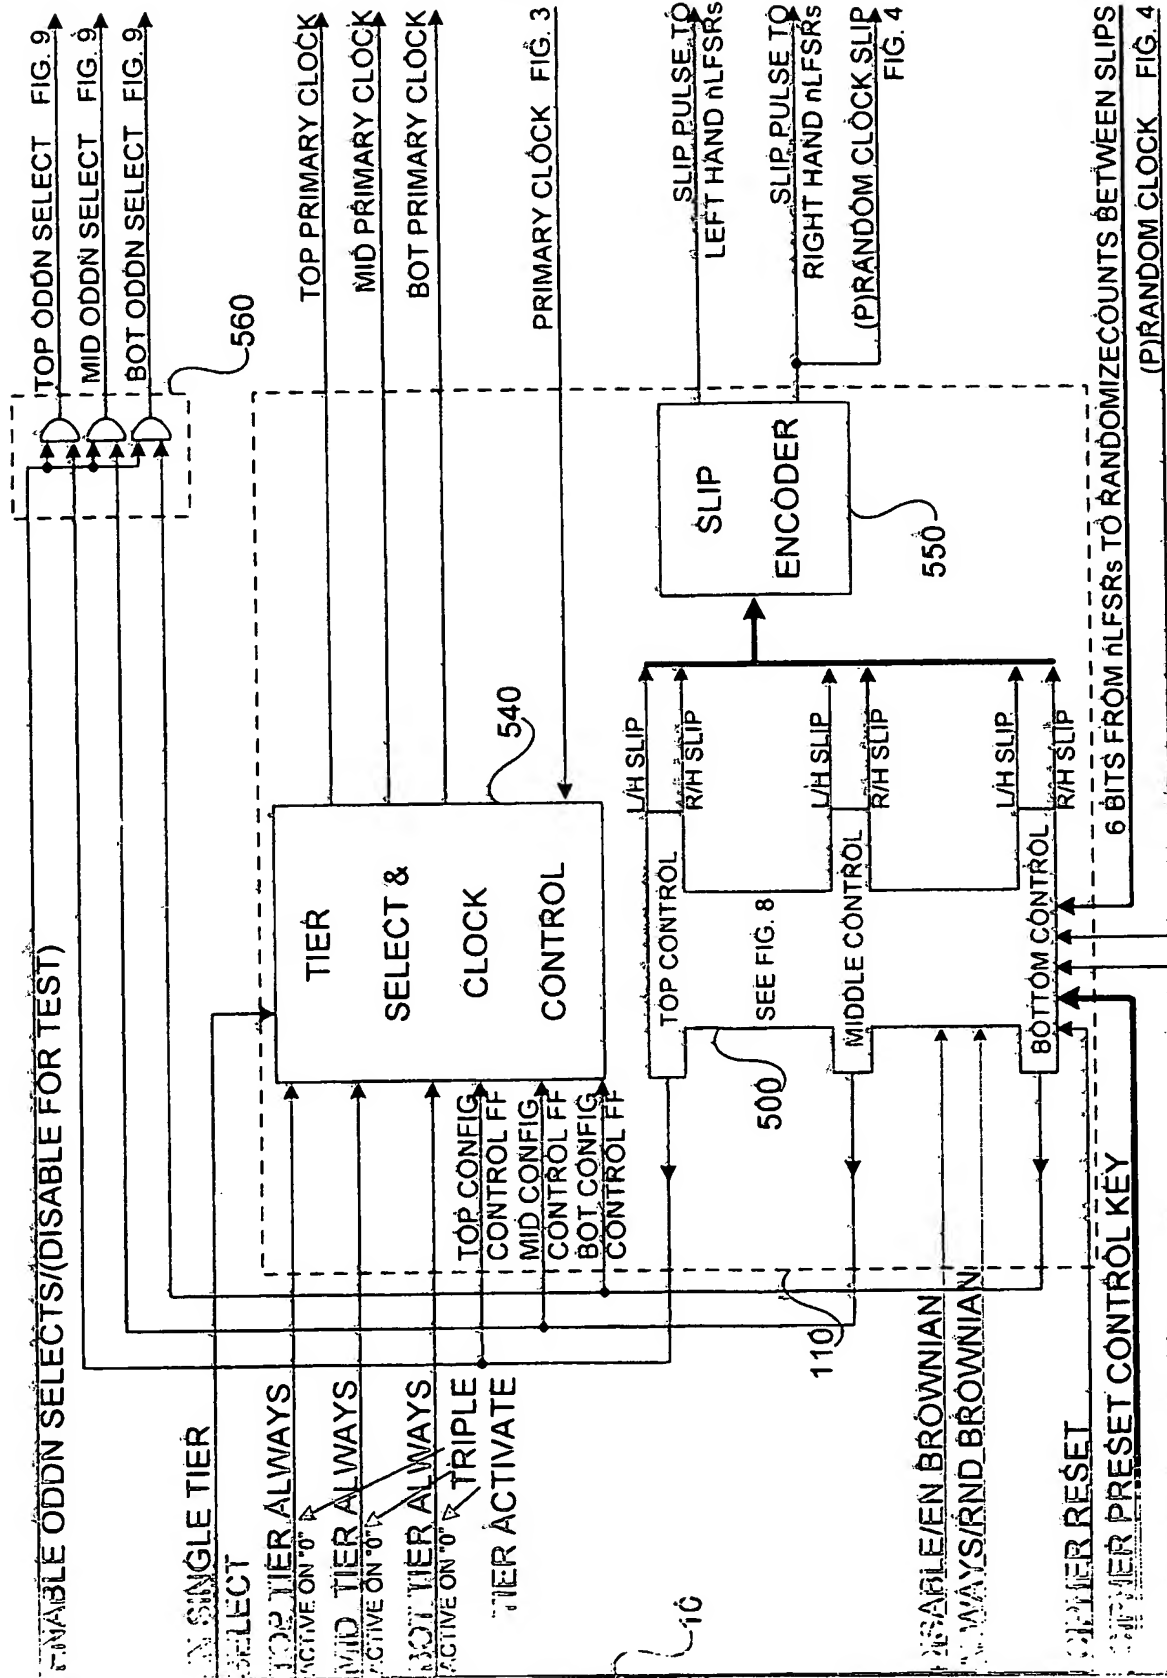 ENABLE ODDN SELECTS/(DISABLE FOR TEST)
TOP ODDN SELECT FIG. 9
MID ODDN SELECT FIG. 9
BOT ODDN SELECT FIG. 9
560
SINGLE TIER
SELECT
TOP TIER ALWAYS
ACTIVE ON "0"
MID TIER ALWAYS
ACTIVE ON "0"
BOT TIER ALWAYS
ACTIVE ON "0"
TRIPLE
TIER ACTIVATE
TOP CONFIG
CONTROL FF
MID CONFIG
CONTROL FF
BOT CONFIG
CONTROL FF
TIER
SELECT &
CLOCK
CONTROL
540
TOP PRIMARY CLOCK
MID PRIMARY CLOCK
BOT PRIMARY CLOCK
PRIMARY CLOCK FIG. 3
110
500
TOP CONTROL
SEE FIG. 8
MIDDLE CONTROL
BOTTOM CONTROL
L/H SLIP
R/H SLIP
L/H SLIP
R/H SLIP
L/H SLIP
R/H SLIP
SLIP
ENCODER
550
SLIP PULSE TO
LEFT HAND nLFSRs
SLIP PULSE TO
RIGHT HAND nLFSRs
(P)RANDOM CLOCK SLIP
FIG. 4
DISABLE/EN BROWNIAN
ALWAYS/RND BROWNIAN
CIPHER RESET
CIPHER PRESET CONTROL KEY
6 BITS FROM nLFSRs TO RANDOMIZECOUNTS BETWEEN SLIPS
(P)RANDOM CLOCK FIG. 4
10